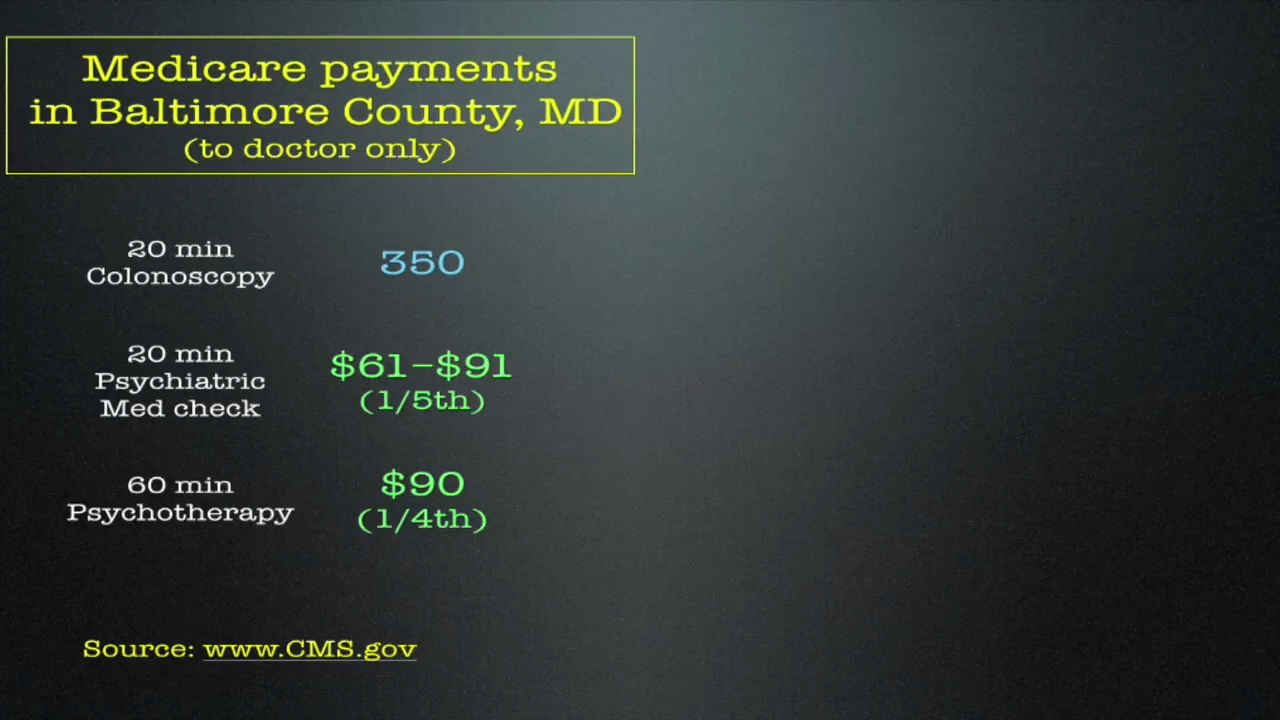 Medicare payments
in Baltimore County, MD
(to doctor only)
20 min
Colonoscopy
350
20 min
Psychiatric
Med check
$61-$91
(1/5th)
60 min
Psychotherapy
$90
(1/4th)
Source: www.CMS.gov